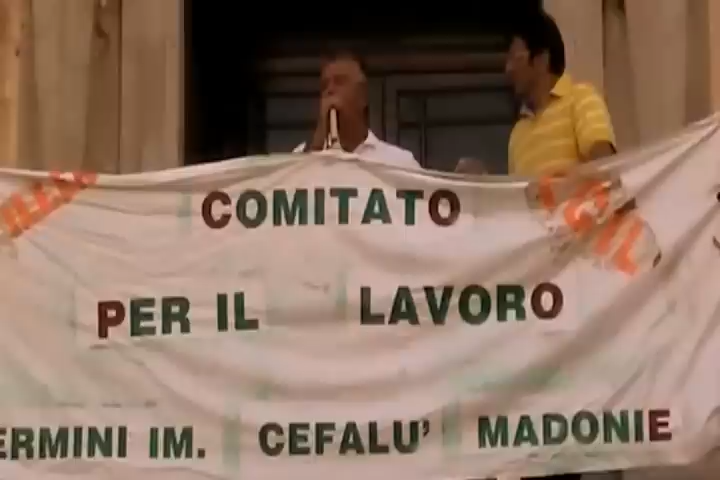 COMITATO
PER IL LAVORO
ERMINI IM. CEFALU' MADONIE